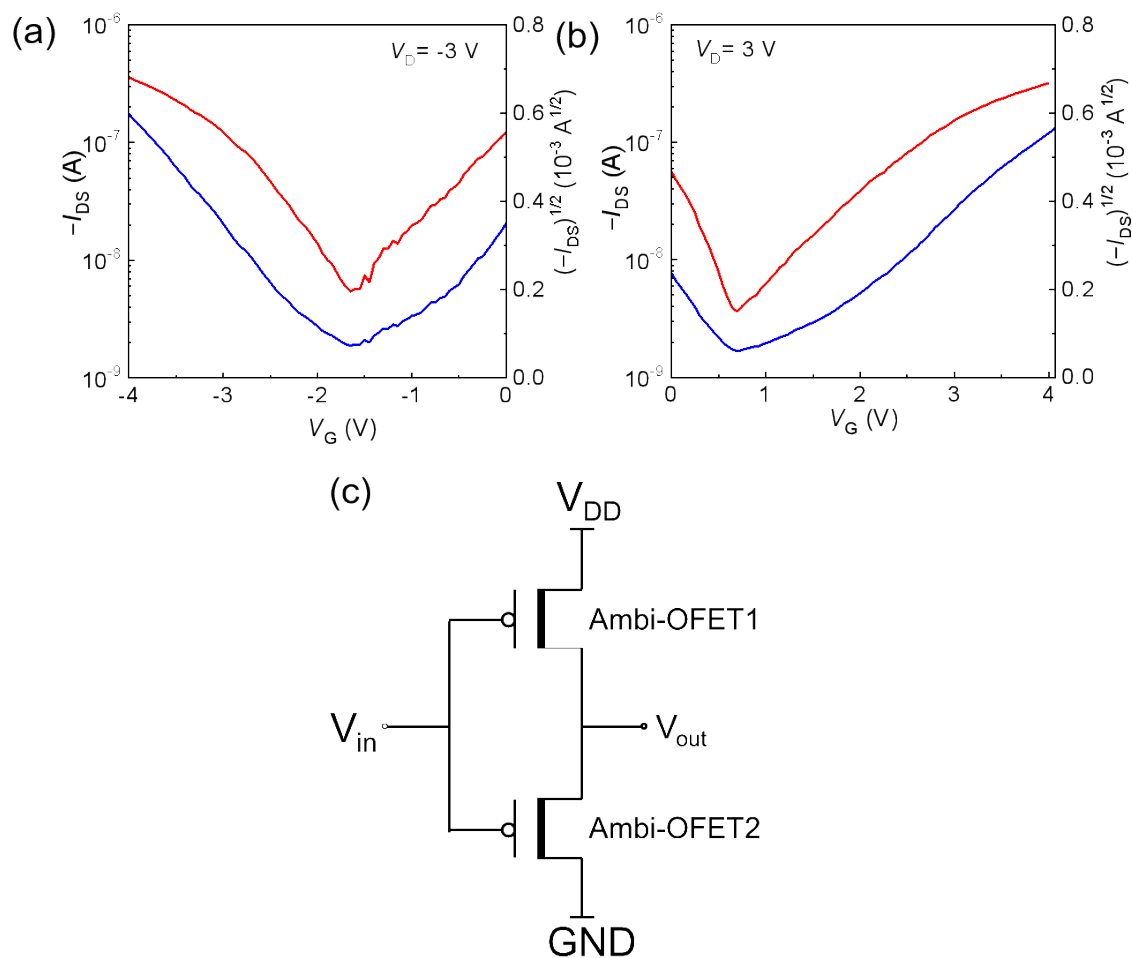 (a)
V_D = -3 V
10^-6
10^-7
10^-8
10^-9
−I_DS (A)
0.8
0.6
0.4
0.2
0.0
(−I_DS)^1/2 (10^-3 A^1/2)
-4 -3 -2 -1 0
V_G (V)
(b)
V_D = 3 V
10^-6
10^-7
10^-8
10^-9
−I_DS (A)
0.8
0.6
0.4
0.2
0.0
(−I_DS)^1/2 (10^-3 A^1/2)
0 1 2 3 4
V_G (V)
(c)
V_DD
Ambi-OFET1
V_in
V_out
Ambi-OFET2
GND